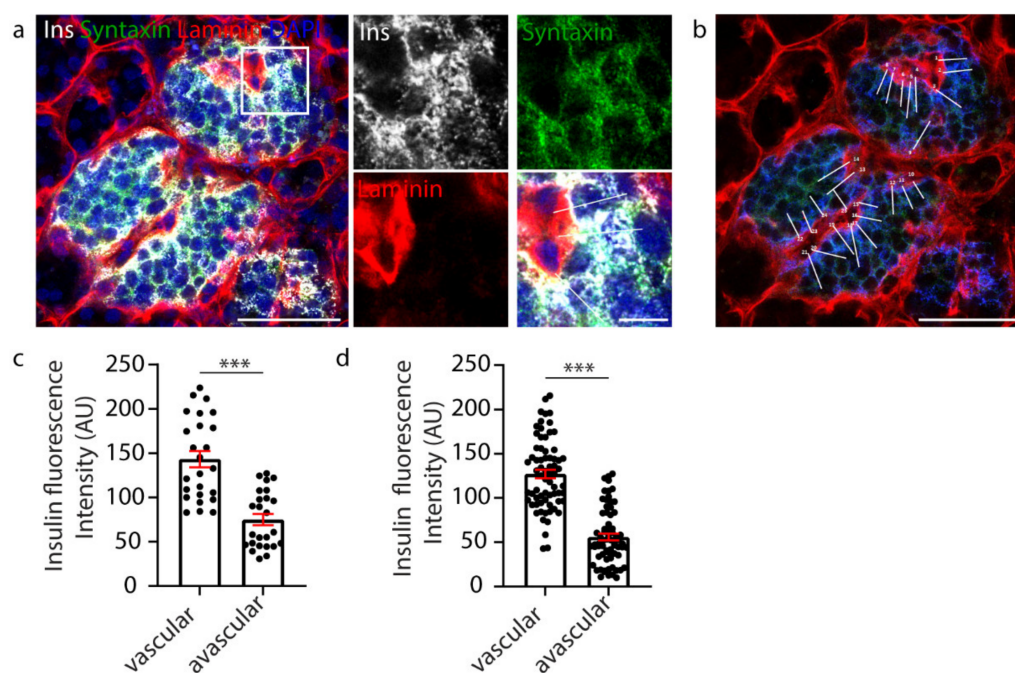 a
Ins Syntaxin Laminin DAPI
Ins
Syntaxin
Laminin
b
c
Insulin fluorescence
Intensity (AU)
250
200
150
100
50
0
***
vascular
avascular
d
Insulin fluorescence
Intensity (AU)
250
200
150
100
50
0
***
vascular
avascular